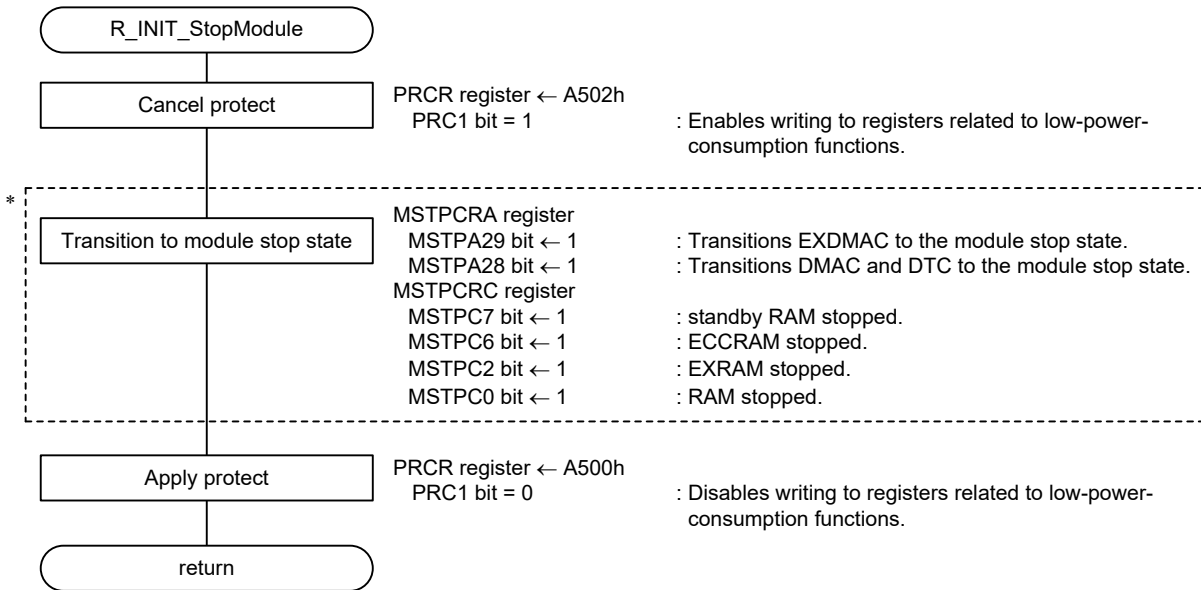 R_INIT_StopModule
Cancel protect
PRCR register ← A502h
PRC1 bit = 1
: Enables writing to registers related to low-power-
consumption functions.
*
Transition to module stop state
MSTPCRA register
MSTPA29 bit ← 1 : Transitions EXDMAC to the module stop state.
MSTPA28 bit ← 1 : Transitions DMAC and DTC to the module stop state.
MSTPCRC register
MSTPC7 bit ← 1 : standby RAM stopped.
MSTPC6 bit ← 1 : ECCRAM stopped.
MSTPC2 bit ← 1 : EXRAM stopped.
MSTPC0 bit ← 1 : RAM stopped.
Apply protect
PRCR register ← A500h
PRC1 bit = 0
: Disables writing to registers related to low-power-
consumption functions.
return